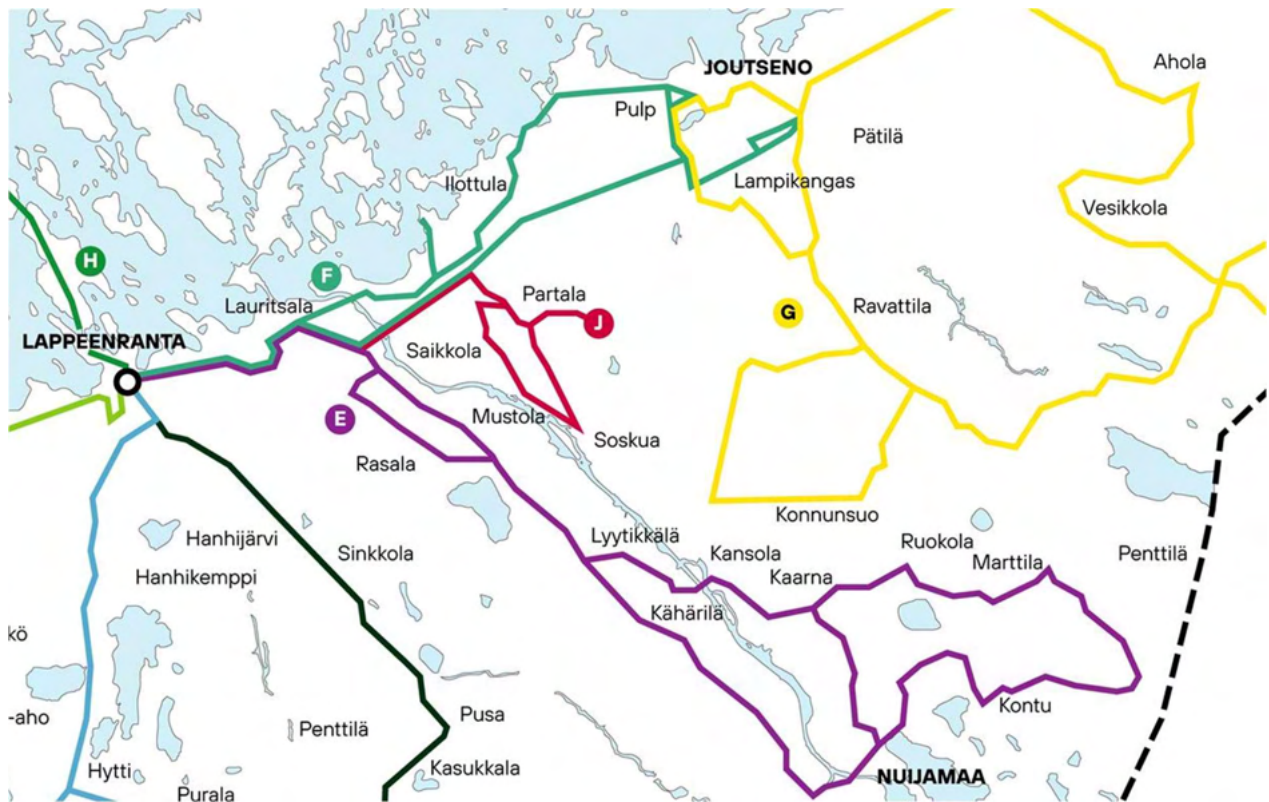 JOUTSENO
Ahola
Pulp
Pätilä
Ilottula
Lampikangas
Vesikkola
H
F
Lauritsala
Partala
Ravattila
G
J
LAPPEENRANTA
Saikkola
E
Mustola
Soskua
Rasala
Konnunsuo
Lyytikkälä
Hanhijärvi
Sinkkola
Kansola
Ruokola
Marttila
Penttilä
Hanhikemppi
Kaarna
Kähärilä
kö
Kontu
-aho
Pusa
Penttilä
Hytti
Kasukkala
NUIJAMAA
Purala